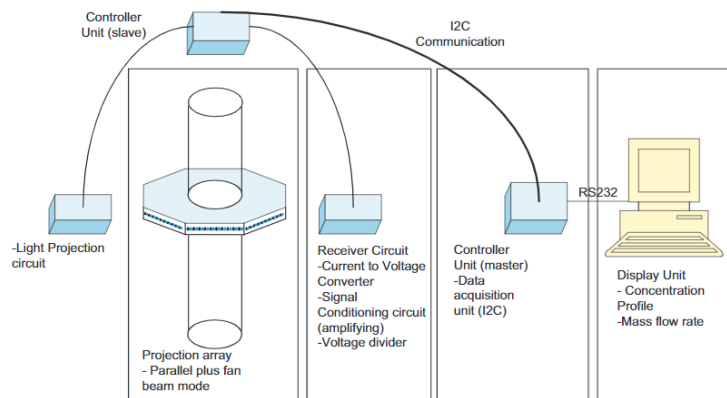 Controller
Unit (slave)
I2C
Communication
-Light Projection
circuit
Projection array
- Parallel plus fan
beam mode
Receiver Circuit
-Current to Voltage
Converter
-Signal
Conditioning circuit
(amplifying)
-Voltage divider
Controller
Unit (master)
-Data
acquisition
unit (I2C)
RS232
Display Unit
- Concentration
Profile
-Mass flow rate